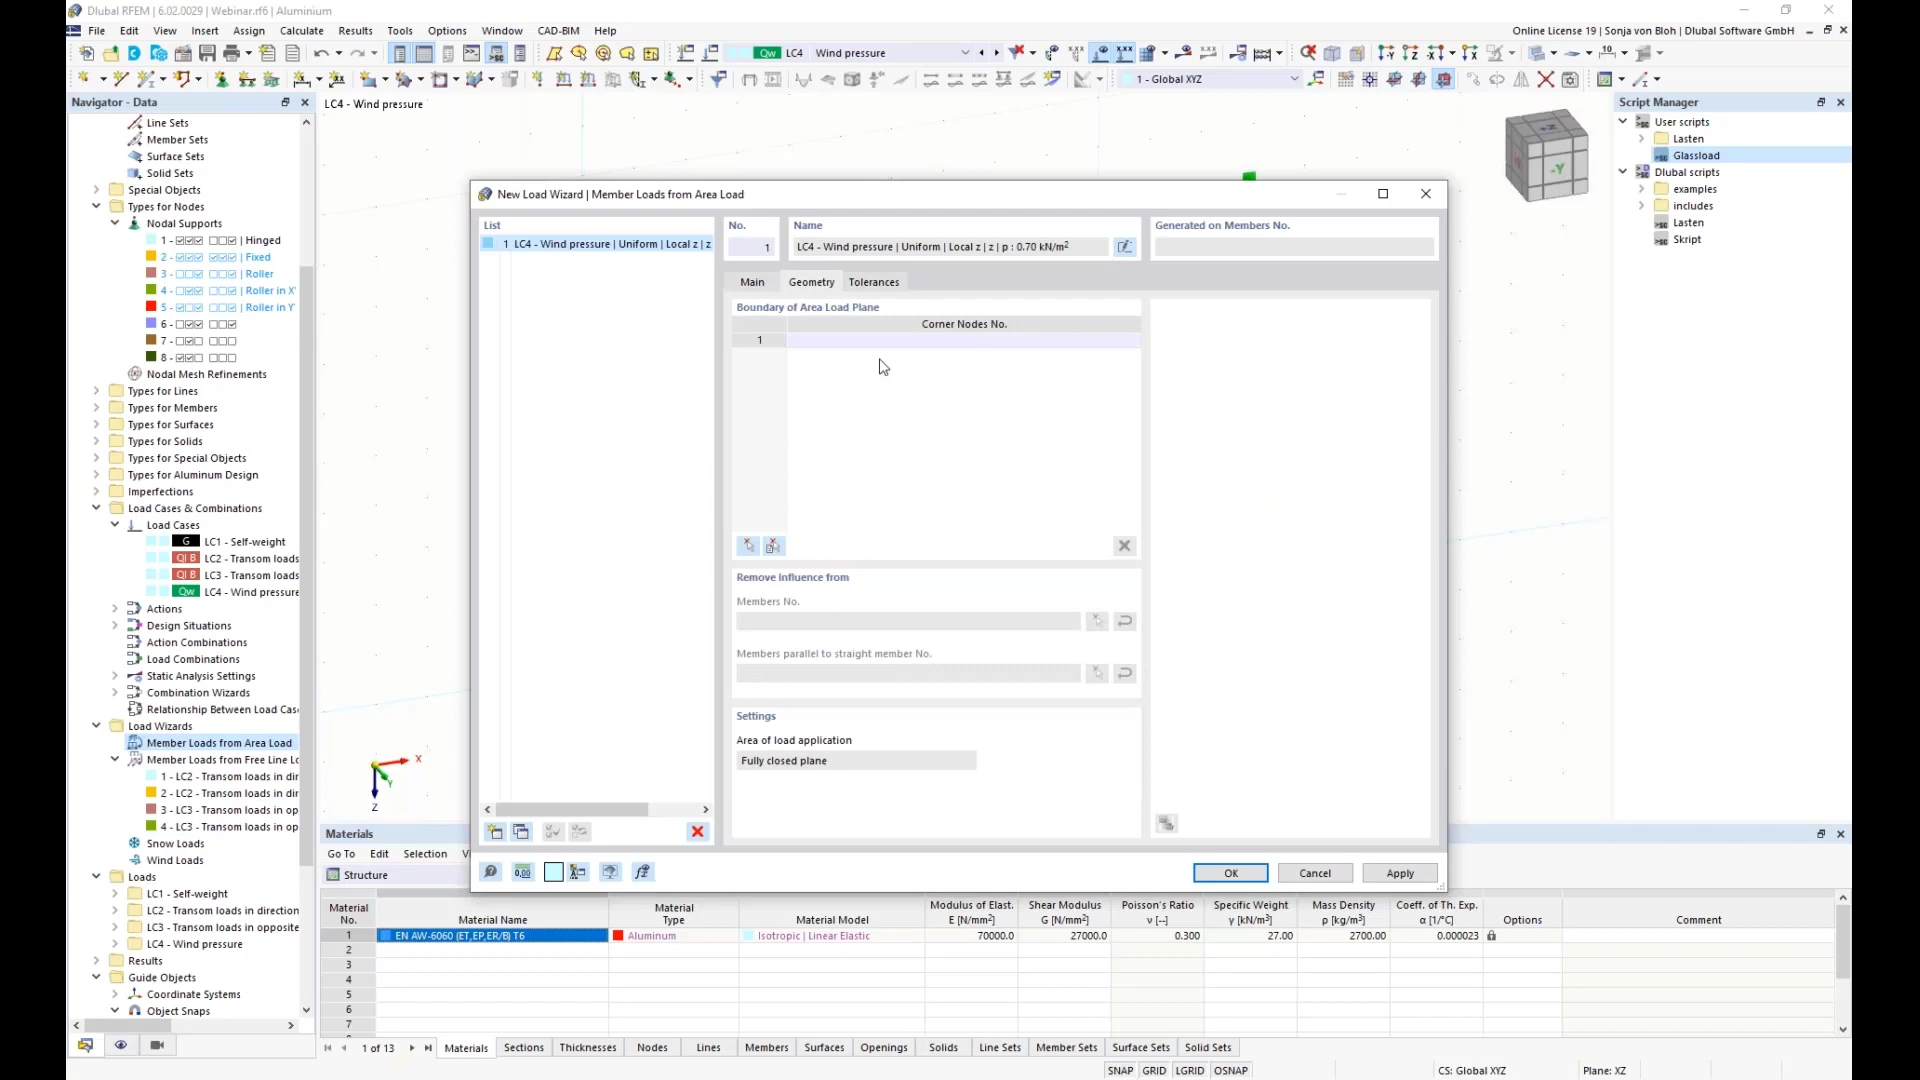 Dlubal RFEM | 6.02.0029 | Webinar.rf6 | Aluminium
File Edit View Insert Assign Calculate Results Tools Options Window CAD-BIM Help
Online License 19 | Sonja von Bloh | Dlubal Software GmbH
Qw LC4 Wind pressure
1 - Global XYZ
Navigator - Data
LC4 - Wind pressure
Script Manager
Line Sets
Member Sets
Surface Sets
Solid Sets
Special Objects
Types for Nodes
Nodal Supports
1 - | Hinged
2 - | Fixed
3 - | Roller
4 - | Roller in X'
5 - | Roller in Y'
6 -
7 -
8 -
Nodal Mesh Refinements
Types for Lines
Types for Members
Types for Surfaces
Types for Solids
Types for Special Objects
Types for Aluminum Design
Imperfections
Load Cases & Combinations
Load Cases
G LC1 - Self-weight
QI B LC2 - Transom loads
QI B LC3 - Transom loads
Qw LC4 - Wind pressure
Actions
Design Situations
Action Combinations
Load Combinations
Static Analysis Settings
Combination Wizards
Relationship Between Load Cas
Load Wizards
Member Loads from Area Load
Member Loads from Free Line Lo
1 - LC2 - Transom loads in dir
2 - LC2 - Transom loads in dir
3 - LC3 - Transom loads in op
4 - LC3 - Transom loads in op
Snow Loads
Wind Loads
Loads
LC1 - Self-weight
LC2 - Transom loads in direction
LC3 - Transom loads in opposite
LC4 - Wind pressure
Results
Guide Objects
Coordinate Systems
Object Snaps
User scripts
Lasten
Glassload
Dlubal scripts
examples
includes
Lasten
Skript
+Z
-Y
X
Y
Z
New Load Wizard | Member Loads from Area Load
List
1 LC4 - Wind pressure | Uniform | Local z | z
No.
1
Name
LC4 - Wind pressure | Uniform | Local z | z | p : 0.70 kN/m²
Generated on Members No.
Main Geometry Tolerances
Boundary of Area Load Plane
Corner Nodes No.
1
Remove Influence from
Members No.
Members parallel to straight member No.
Settings
Area of load application
Fully closed plane
OK Cancel Apply
Materials
Go To Edit Selection Vi
Structure
Material No. Material Name Material Type Material Model Modulus of Elast. E [N/mm²] Shear Modulus G [N/mm²] Poisson's Ratio ν [--] Specific Weight γ [kN/m³] Mass Density ρ [kg/m³] Coeff. of Th. Exp. α [1/°C] Options Comment
1 EN AW-6060 (ET,EP,ER/B) T6 Aluminum Isotropic | Linear Elastic 70000.0 27000.0 0.300 27.00 2700.00 0.000023
2
3
4
5
6
7
1 of 13 Materials Sections Thicknesses Nodes Lines Members Surfaces Openings Solids Line Sets Member Sets Surface Sets Solid Sets
SNAP GRID LGRID OSNAP CS: Global XYZ Plane: XZ